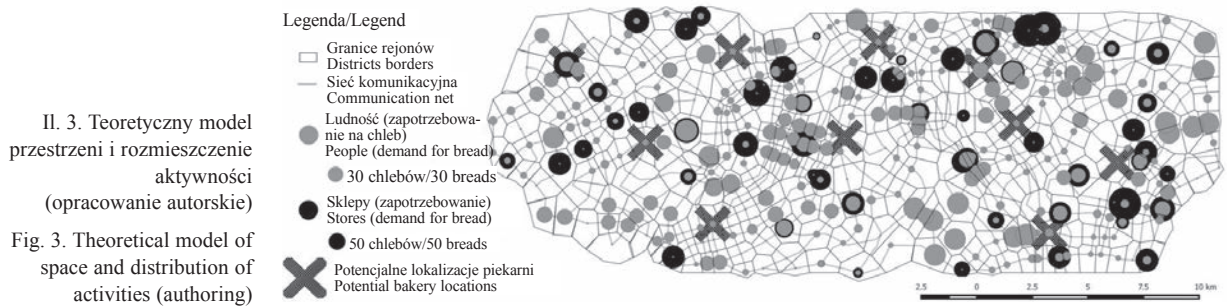 Il. 3. Teoretyczny model
przestrzeni i rozmieszczenie
aktywności
(opracowanie autorskie)
Fig. 3. Theoretical model of
space and distribution of
activities (authoring)
Legenda/Legend
Granice rejonów
Districts borders
Sieć komunikacyjna
Communication net
Ludność (zapotrzebowa-
nie na chleb)
People (demand for bread)
30 chlebów/30 breads
Sklepy (zapotrzebowanie)
Stores (demand for bread)
50 chlebów/50 breads
Potencjalne lokalizacje piekarni
Potential bakery locations
2.5 0 2.5 5 7.5 10 km